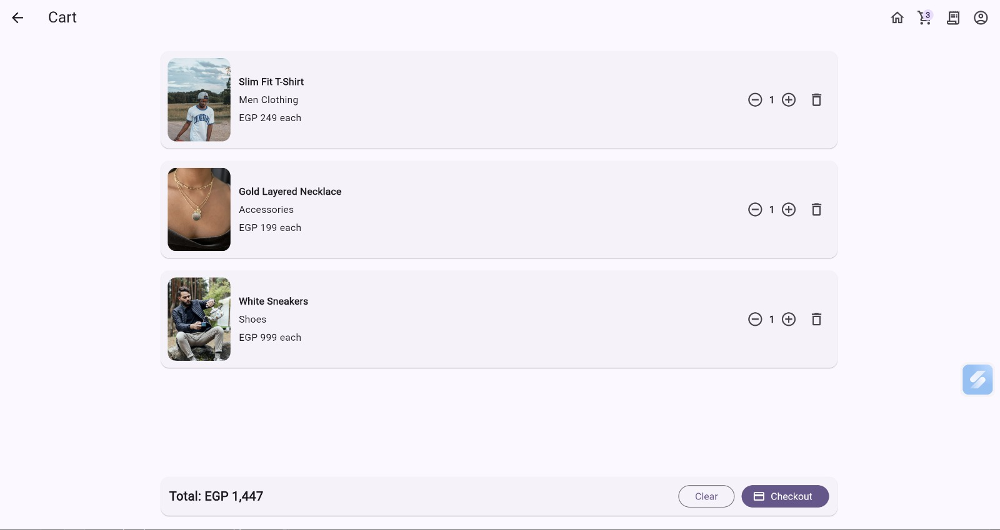 Cart
3
Slim Fit T-Shirt
Men Clothing
EGP 249 each
1
Gold Layered Necklace
Accessories
EGP 199 each
1
White Sneakers
Shoes
EGP 999 each
1
Total: EGP 1,447
Clear
Checkout